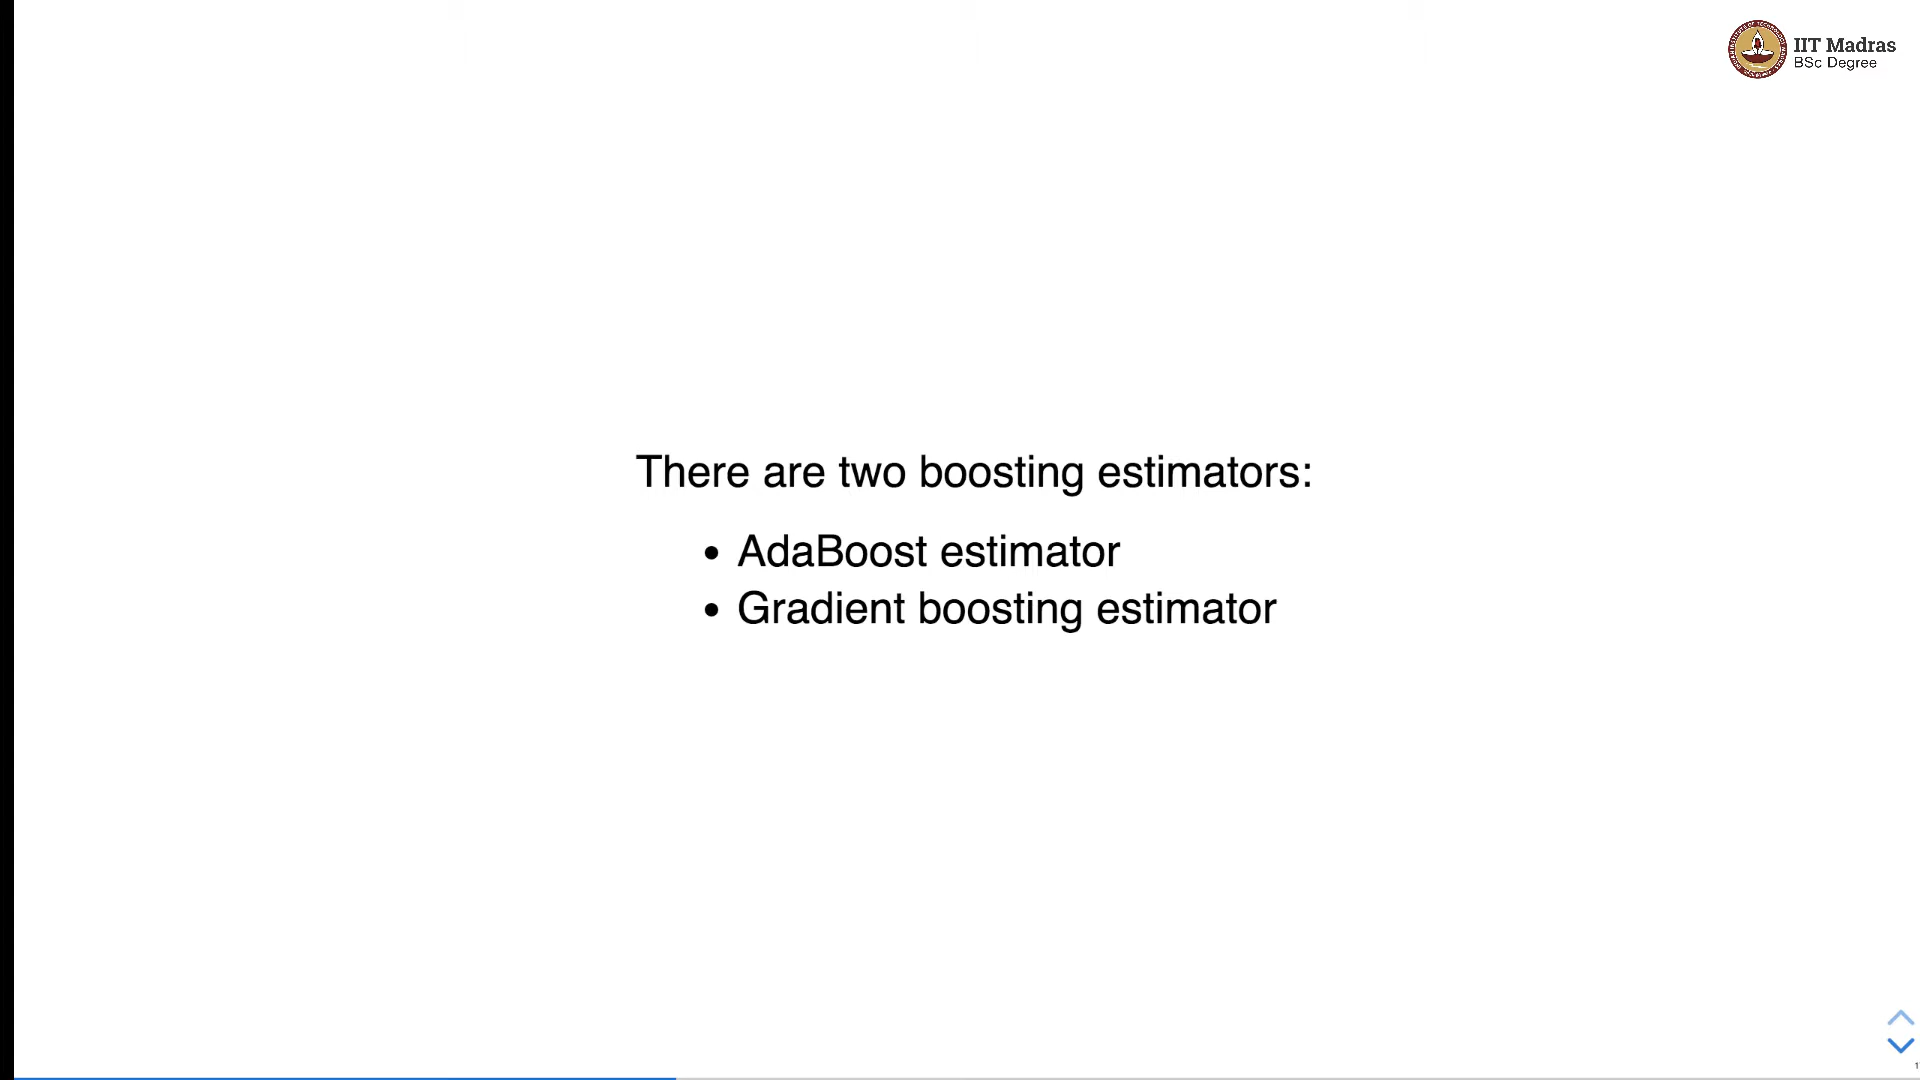 IIT Madras
BSc Degree
There are two boosting estimators:
• AdaBoost estimator
• Gradient boosting estimator